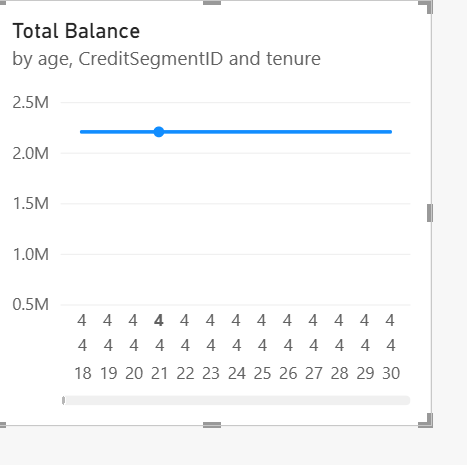 Total Balance
by age, CreditSegmentID and tenure
2.5M
2.0M
1.5M
1.0M
0.5M
4 4 4 4 4 4 4 4 4 4 4 4 4
4 4 4 4 4 4 4 4 4 4 4 4 4
18 19 20 21 22 23 24 25 26 27 28 29 30